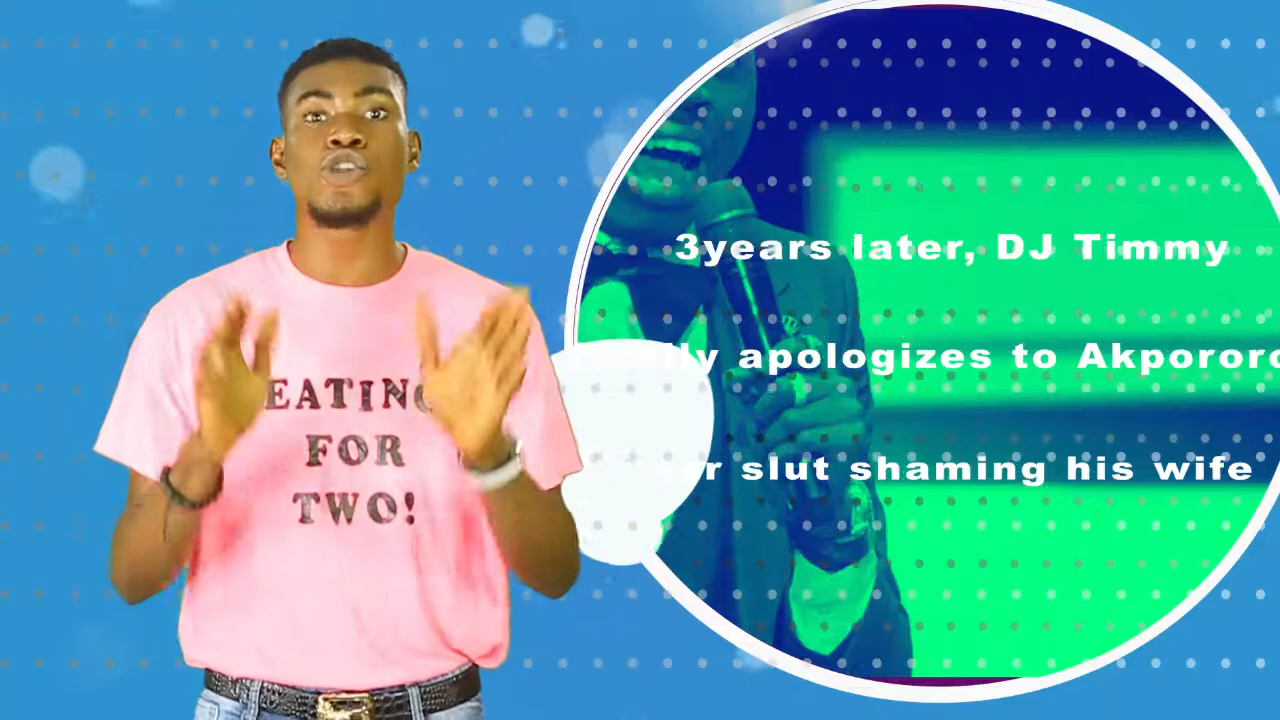 3years later, DJ Timmy
apologizes to Akpororo
slut shaming his wife
EATING
FOR
TWO!